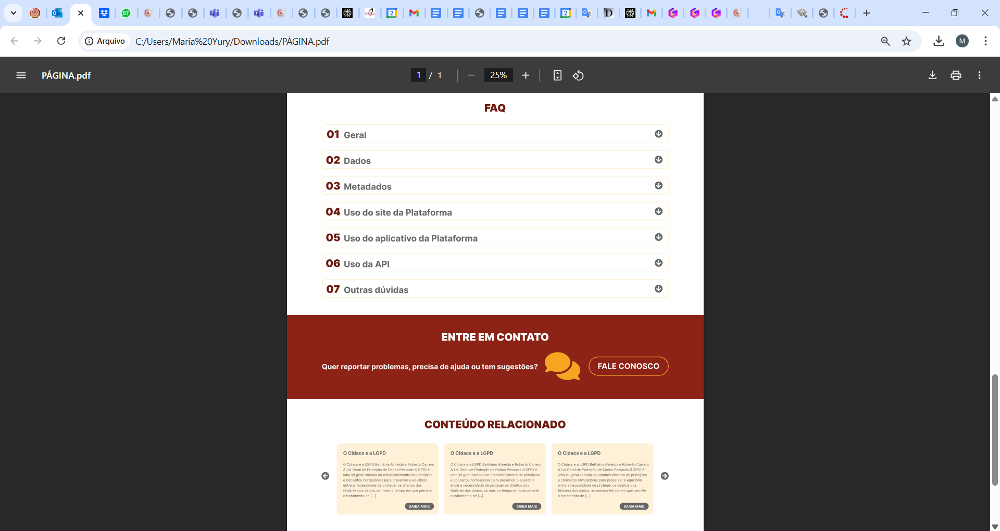 57
2
2
Arquivo
C:/Users/Maria%20Yury/Downloads/PÁGINA.pdf
M
PÁGINA.pdf
1 / 1
25%
FAQ
01 Geral
02 Dados
03 Metadados
04 Uso do site da Plataforma
05 Uso do aplicativo da Plataforma
06 Uso da API
07 Outras dúvidas
ENTRE EM CONTATO
Quer reportar problemas, precisa de ajuda ou tem sugestões?
FALE CONOSCO
CONTEÚDO RELACIONADO
O Cidacs e a LGPD
O Cidacs e a LGPD Bethânia Almeida e Roberto Carrero
A Lei Geral de Proteção de Dados Pessoais (LGPD) é
uma lei geral voltada ao estabelecimento de princípios
e conceitos norteadores para preservar o equilíbrio
entre a necessidade de proteger os direitos dos
titulares dos dados, ao mesmo tempo em que permite
o tratamento de [...]
SAIBA MAIS
O Cidacs e a LGPD
O Cidacs e a LGPD Bethânia Almeida e Roberto Carrero
A Lei Geral de Proteção de Dados Pessoais (LGPD) é
uma lei geral voltada ao estabelecimento de princípios
e conceitos norteadores para preservar o equilíbrio
entre a necessidade de proteger os direitos dos
titulares dos dados, ao mesmo tempo em que permite
o tratamento de [...]
SAIBA MAIS
O Cidacs e a LGPD
O Cidacs e a LGPD Bethânia Almeida e Roberto Carrero
A Lei Geral de Proteção de Dados Pessoais (LGPD) é
uma lei geral voltada ao estabelecimento de princípios
e conceitos norteadores para preservar o equilíbrio
entre a necessidade de proteger os direitos dos
titulares dos dados, ao mesmo tempo em que permite
o tratamento de [...]
SAIBA MAIS